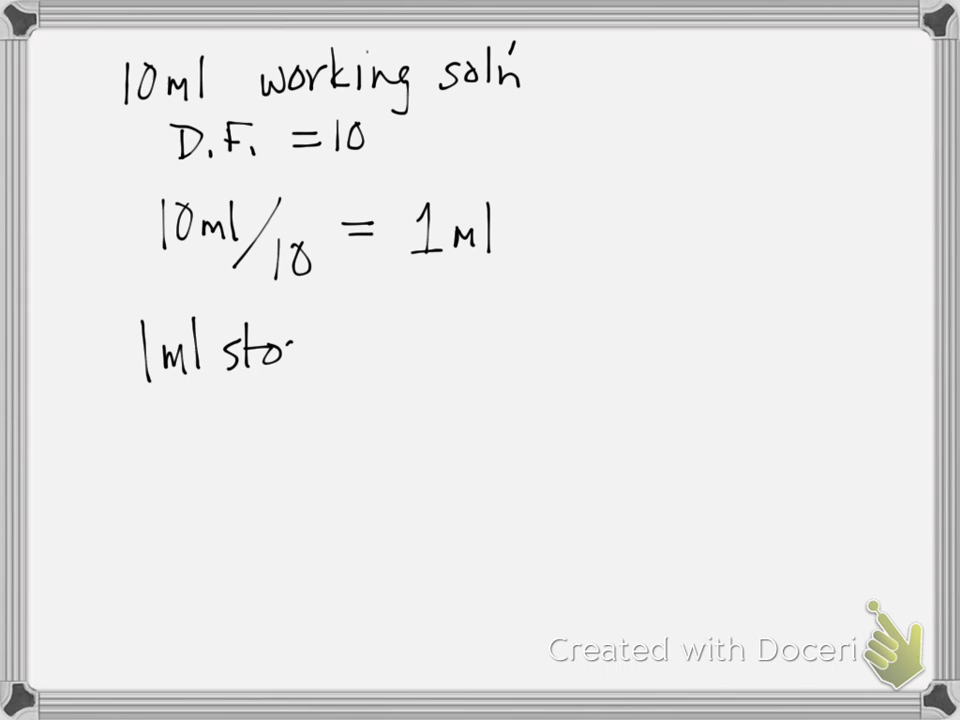 10ml working soln'
D.F. = 10
10ml/10 = 1ml
1ml sto
Created with Doceri